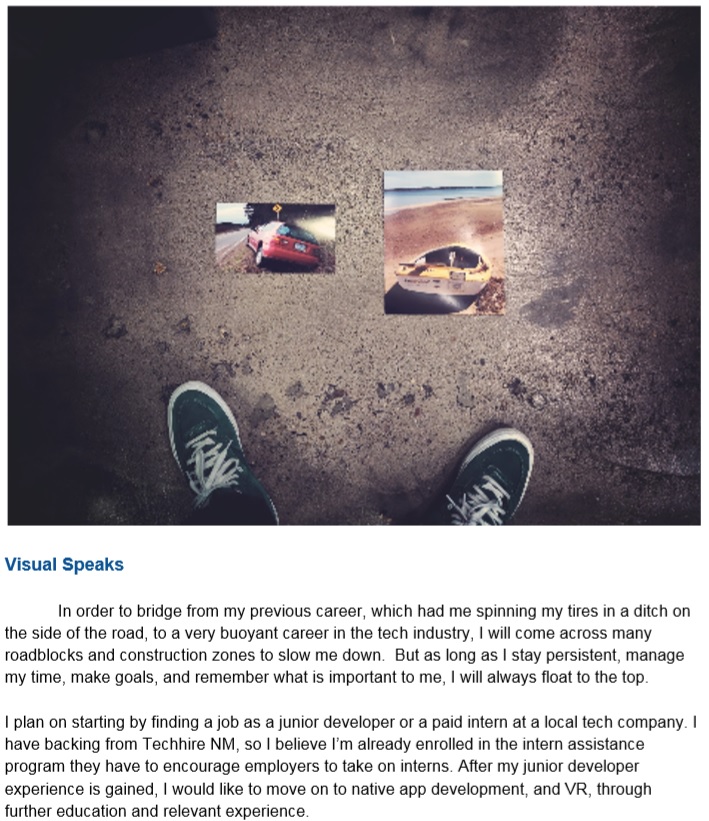 Visual Speaks
In order to bridge from my previous career, which had me spinning my tires in a ditch on
the side of the road, to a very buoyant career in the tech industry, I will come across many
roadblocks and construction zones to slow me down.  But as long as I stay persistent, manage
my time, make goals, and remember what is important to me, I will always float to the top.
I plan on starting by finding a job as a junior developer or a paid intern at a local tech company. I
have backing from Techhire NM, so I believe I’m already enrolled in the intern assistance
program they have to encourage employers to take on interns. After my junior developer
experience is gained, I would like to move on to native app development, and VR, through
further education and relevant experience.